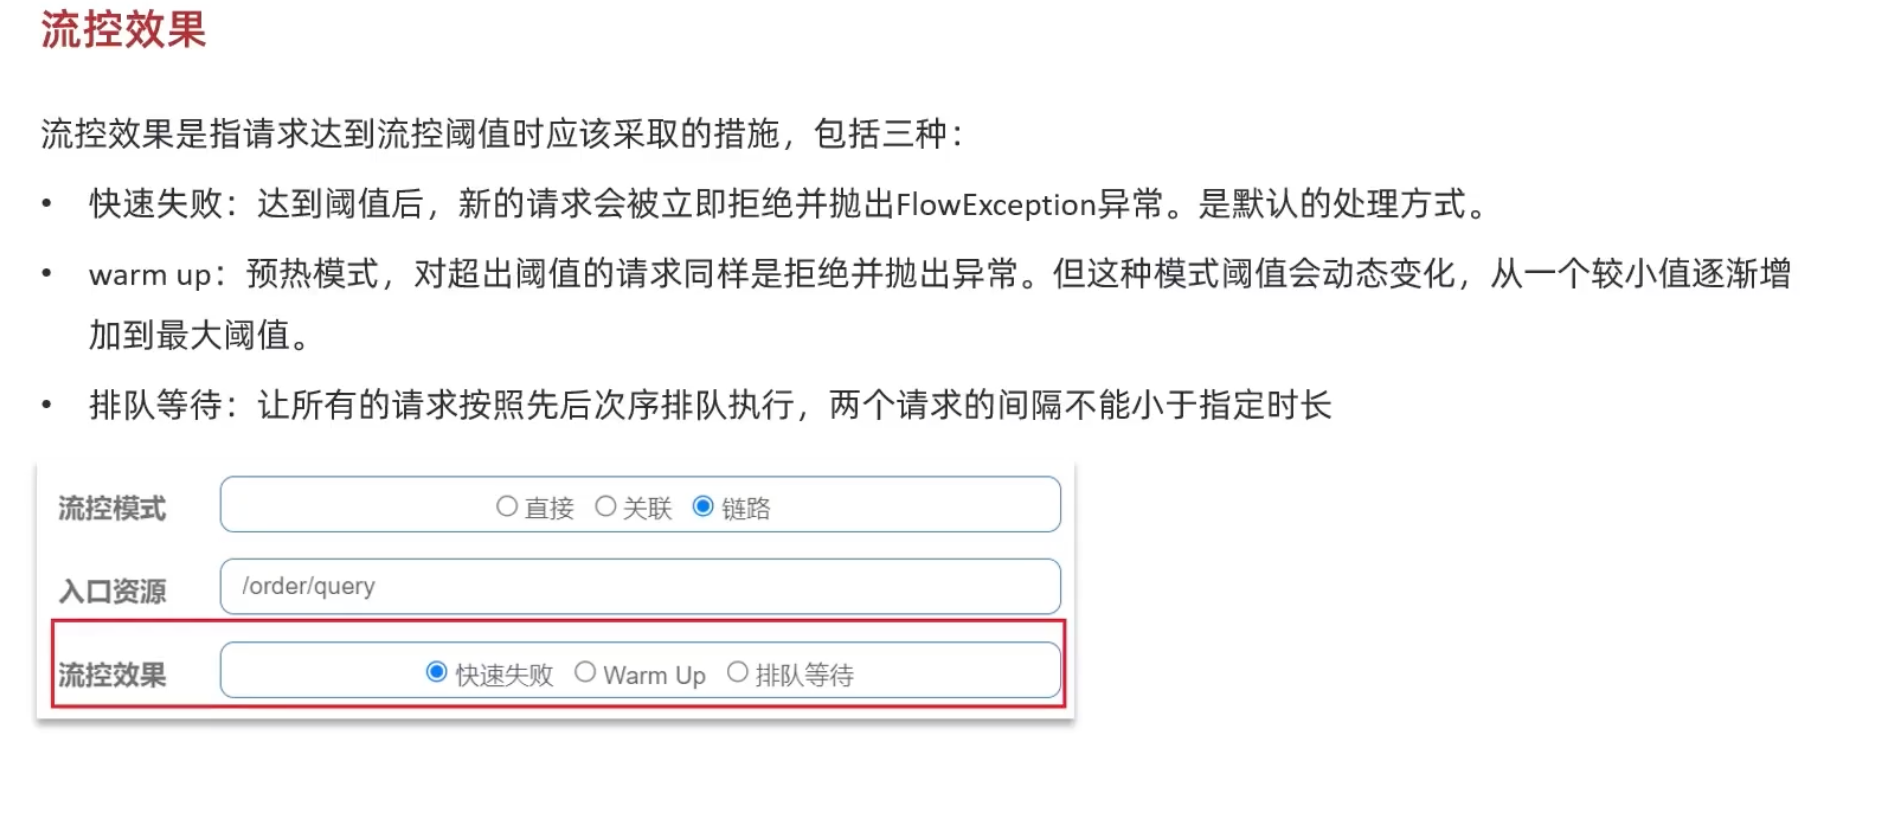 流控效果
流控效果是指请求达到流控阈值时应该采取的措施，包括三种：
• 快速失败：达到阈值后，新的请求会被立即拒绝并抛出FlowException异常。是默认的处理方式。
• warm up：预热模式，对超出阈值的请求同样是拒绝并抛出异常。但这种模式阈值会动态变化，从一个较小值逐渐增
加到最大阈值。
• 排队等待：让所有的请求按照先后次序排队执行，两个请求的间隔不能小于指定时长
流控模式 直接 关联 链路
入口资源 /order/query
流控效果 快速失败 Warm Up 排队等待